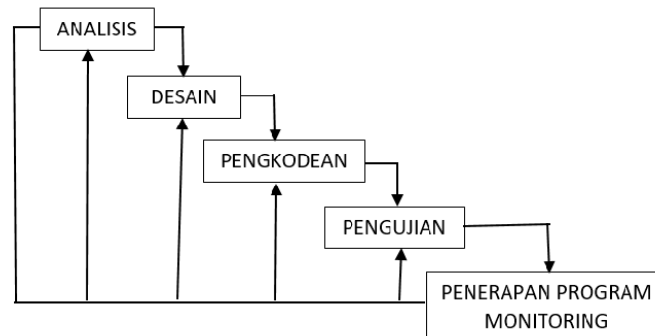 ANALISIS
DESAIN
PENGKODEAN
PENGUJIAN
PENERAPAN PROGRAM
MONITORING